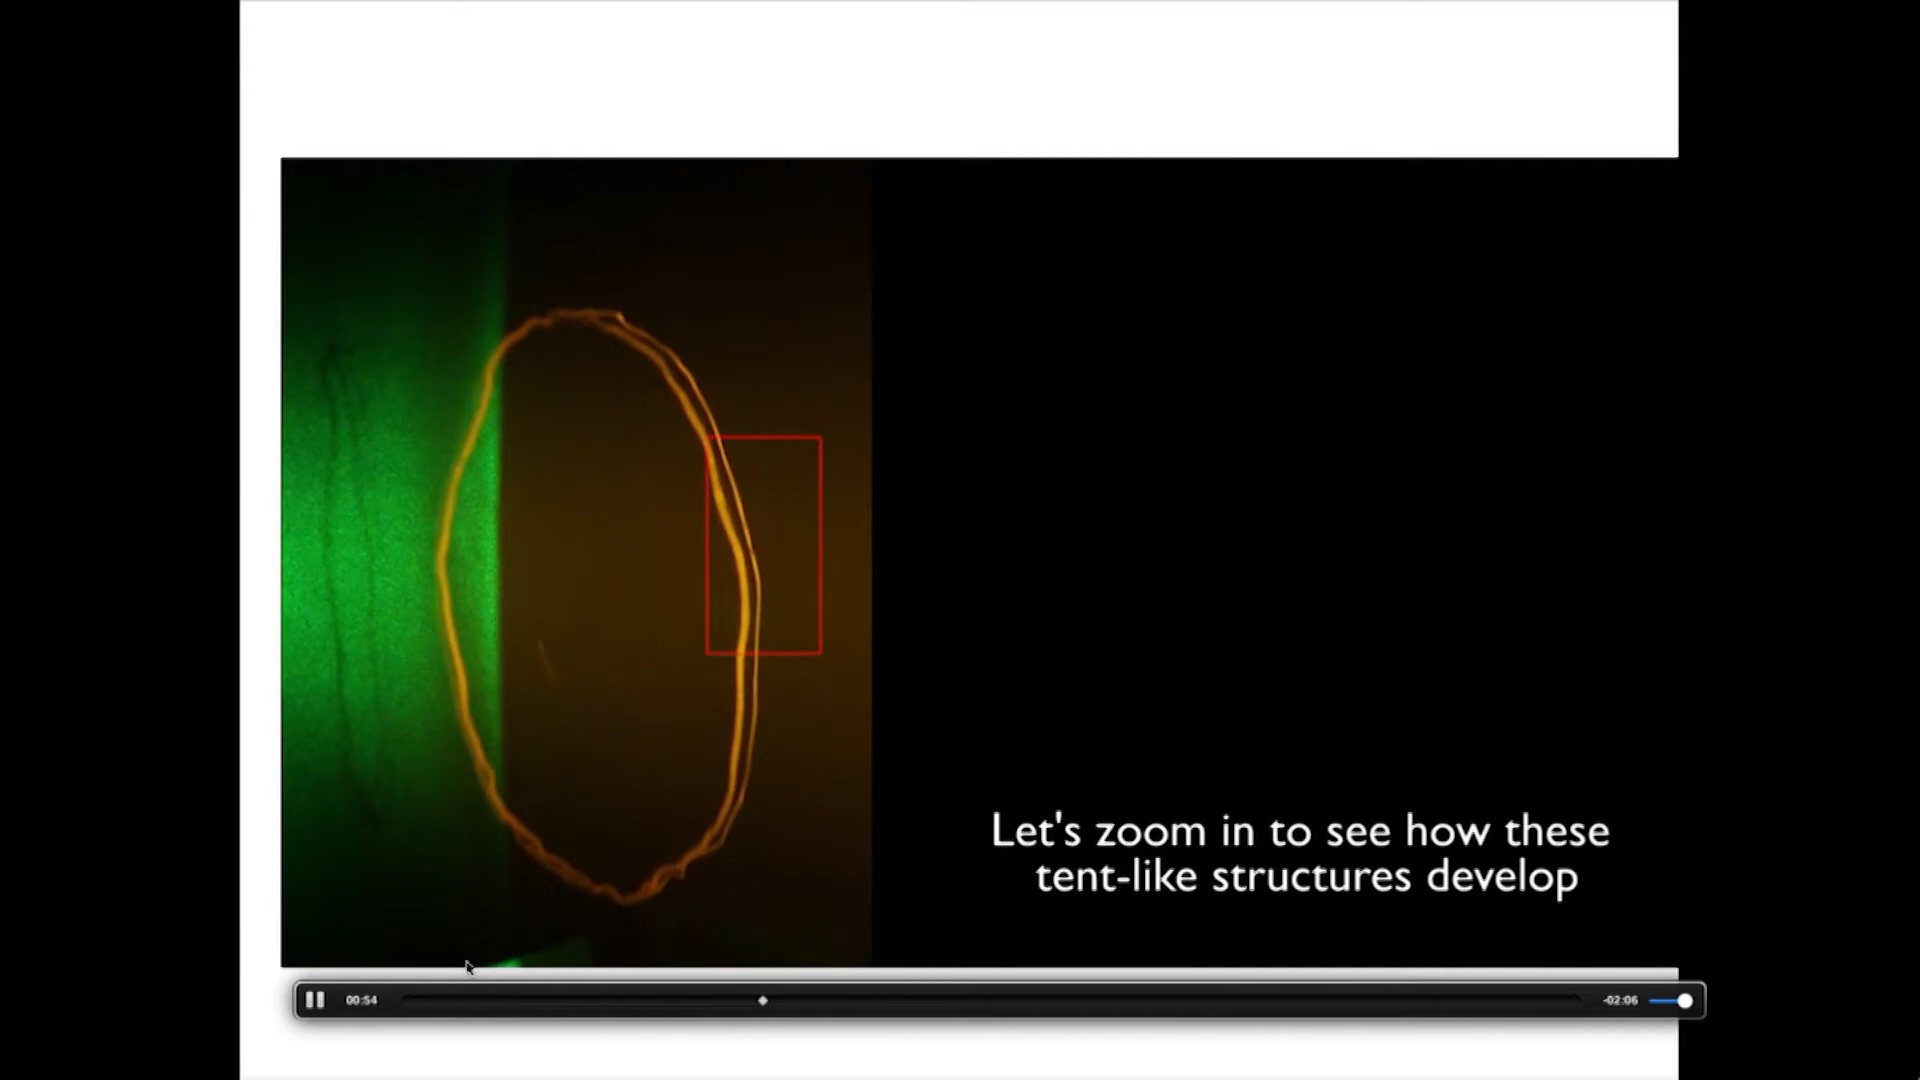 Let's zoom in to see how these
tent-like structures develop
00:54
-02:06